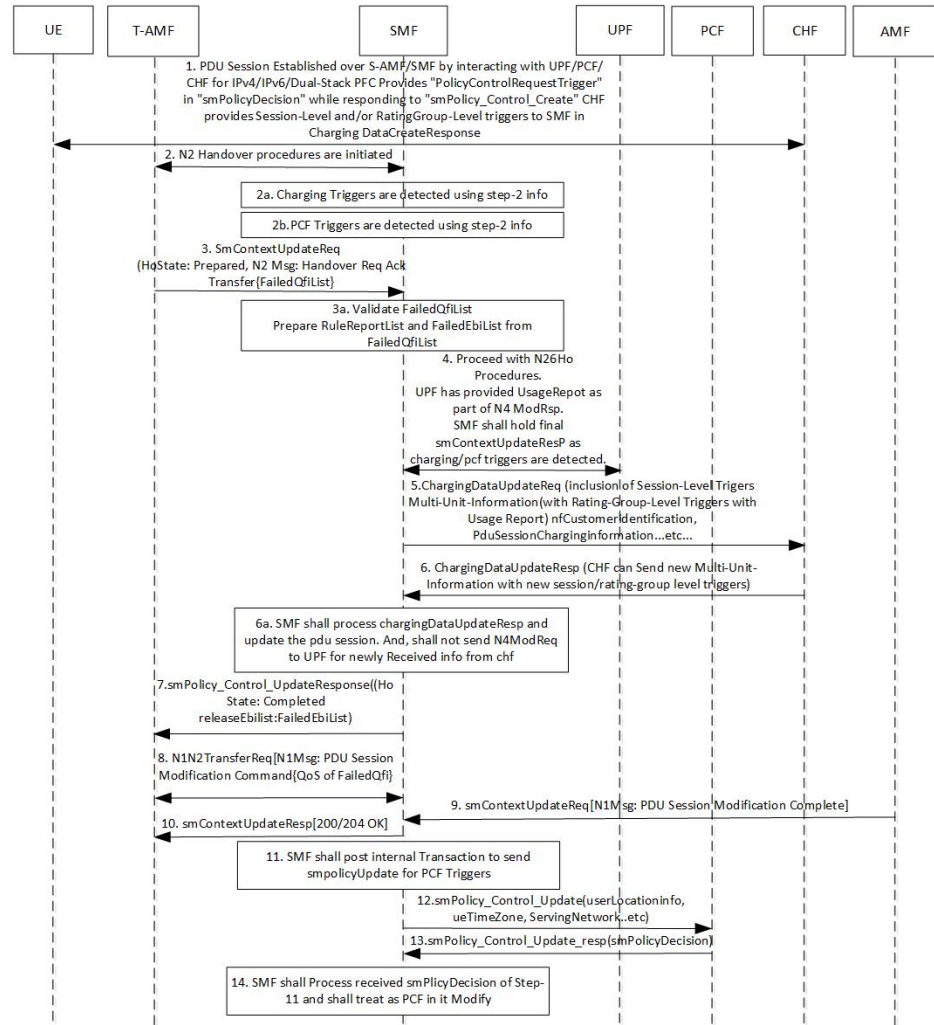 UE
T-AMF
SMF
UPF
PCF
CHF
AMF
1. PDU Session Established over S-AMF/SMF by interacting with UPF/PCF/
CHF for IPv4/IPv6/Dual-Stack PFC Provides "PolicyControlRequestTrigger"
in "smPolicyDecision" while responding to "smPolicy_Control_Create" CHF
provides Session-Level and/or RatingGroup-Level triggers to SMF in
Charging DataCreateResponse
2. N2 Handover procedures are initiated
2a. Charging Triggers are detected using step-2 info
2b.PCF Triggers are detected using step-2 info
3. SmContextUpdateReq
(HoState: Prepared, N2 Msg: Handover Req Ack
Transfer{FailedQfiList}
3a. Validate FailedQfiList
Prepare RuleReportList and FailedEbiList from
FailedQfiList
4. Proceed with N26Ho
Procedures.
UPF has provided UsageRepot as
part of N4 ModRsp.
SMF shall hold final
smContextUpdateResP as
charging/pcf triggers are detected.
5.ChargingDataUpdateReq (inclusion of Session-Level Trigers
Multi-Unit-Information(with Rating-Group-Level Triggers with
Usage Report) nfCustomerIdentification,
PduSessionCharginginformation...etc...
6. ChargingDataUpdateResp (CHF can Send new Multi-Unit-
Information with new session/rating-group level triggers)
6a. SMF shall process chargingDataUpdateResp and
update the pdu session. And, shall not send N4ModReq
to UPF for newly Received info from chf
7.smPolicy_Control_UpdateResponse((Ho
State: Completed
releaseEbilist:FailedEbiList)
8. N1N2TransferReq[N1Msg: PDU Session
Modification Command{QoS of FailedQfi}
9. smContextUpdateReq[N1Msg: PDU Session Modification Complete]
10. smContextUpdateResp[200/204 OK]
11. SMF shall post internal Transaction to send
smpolicyUpdate for PCF Triggers
12.smPolicy_Control_Update(userLocationinfo,
ueTimeZone, ServingNetwork..etc)
13.smPolicy_Control_Update_resp(smPolicyDecision)
14. SMF shall Process received smPlicyDecision of Step-
11 and shall treat as PCF in it Modify